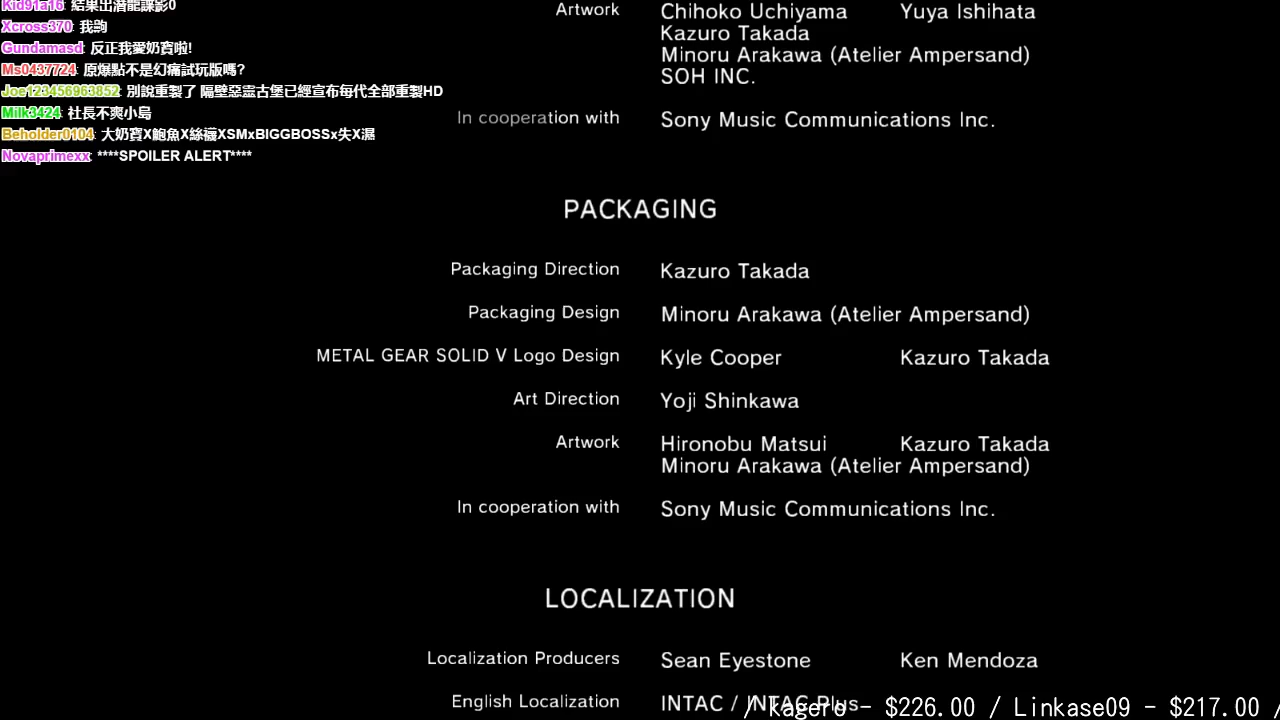 Kid91a16: 結果出潛龍諜影0
Xcross370: 我訽
Gundamasd: 反正我愛奶寶啦!
Ms0437724: 原爆點不是幻痛試玩版嗎?
Joe123456963852: 別說重製了 隔壁惡靈古堡已經宣布每代全部重製HD
Milk3424: 社長不爽小島
Beholder0104: 大奶寶X鮑魚X絲襪XSMxBIGGBOSSx失X濕
Novaprimexx: ****SPOILER ALERT****
Artwork Chihoko Uchiyama Yuya Ishihata
Kazuro Takada
Minoru Arakawa (Atelier Ampersand)
SOH INC.
In cooperation with Sony Music Communications Inc.
PACKAGING
Packaging Direction Kazuro Takada
Packaging Design Minoru Arakawa (Atelier Ampersand)
METAL GEAR SOLID V Logo Design Kyle Cooper Kazuro Takada
Art Direction Yoji Shinkawa
Artwork Hironobu Matsui Kazuro Takada
Minoru Arakawa (Atelier Ampersand)
In cooperation with Sony Music Communications Inc.
LOCALIZATION
Localization Producers Sean Eyestone Ken Mendoza
English Localization INTAC / INTAC Plus
/ kagero - $226.00 / Linkase09 - $217.00 /